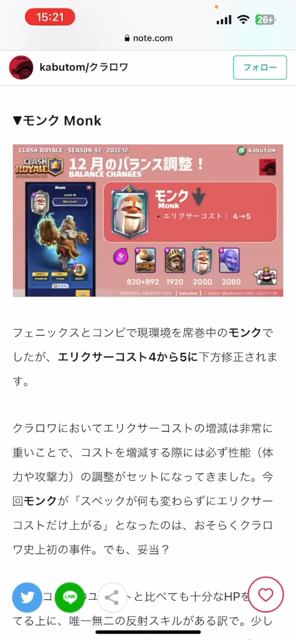 15:21
26
note.com
kabutom/クラロワ
フォロー
▼モンク Monk
CLASH ROYALE - SEASON 42 - 2022-12
kabutom
CLASH ROYALE
12月のバランス調整！
BALANCE CHANGES
Monk
モンク
Monk
・エリクサーコスト： 4→5
5
820+892 1920 2000 2080
フェニックスとコンビで現環境を席巻中のモンクで
したが、エリクサーコスト4から5に下方修正されま
す。
クラロワにおいてエリクサーコストの増減は非常に
重いことで、コストを増減する際には必ず性能（体
力や攻撃力）の調整がセットになってきました。今
回モンクが「スペックが何も変わらずにエリクサー
コストだけ上がる」となったのは、おそらくクラロ
ワ史上初の事件。でも、妥当？
コ
LINE
ットと比べても十分なHPを
てる上に、唯一無二の反射スキルがある訳で。少し